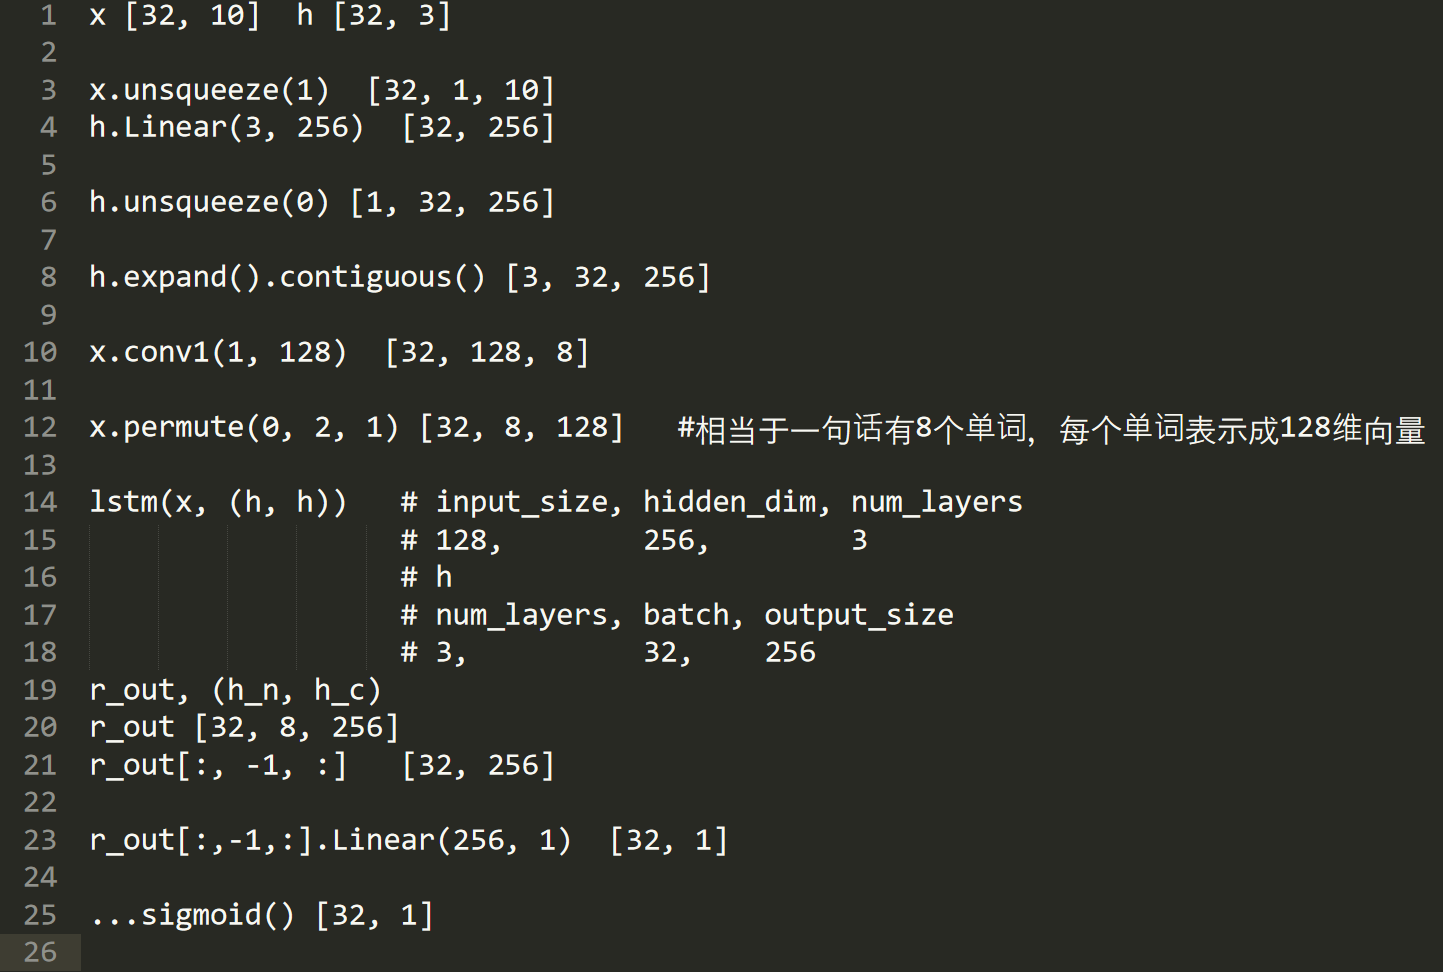 1 x [32, 10]  h [32, 3]
2
3 x.unsqueeze(1)  [32, 1, 10]
4 h.Linear(3, 256)  [32, 256]
5
6 h.unsqueeze(0) [1, 32, 256]
7
8 h.expand().contiguous() [3, 32, 256]
9
10 x.conv1(1, 128)  [32, 128, 8]
11
12 x.permute(0, 2, 1) [32, 8, 128]   #相当于一句话有8个单词, 每个单词表示成128维向量
13
14 lstm(x, (h, h))   # input_size, hidden_dim, num_layers
15                   # 128,        256,        3
16                   # h
17                   # num_layers, batch, output_size
18                   # 3,          32,    256
19 r_out, (h_n, h_c)
20 r_out [32, 8, 256]
21 r_out[:, -1, :]   [32, 256]
22
23 r_out[:,-1,:].Linear(256, 1)  [32, 1]
24
25 ...sigmoid() [32, 1]
26